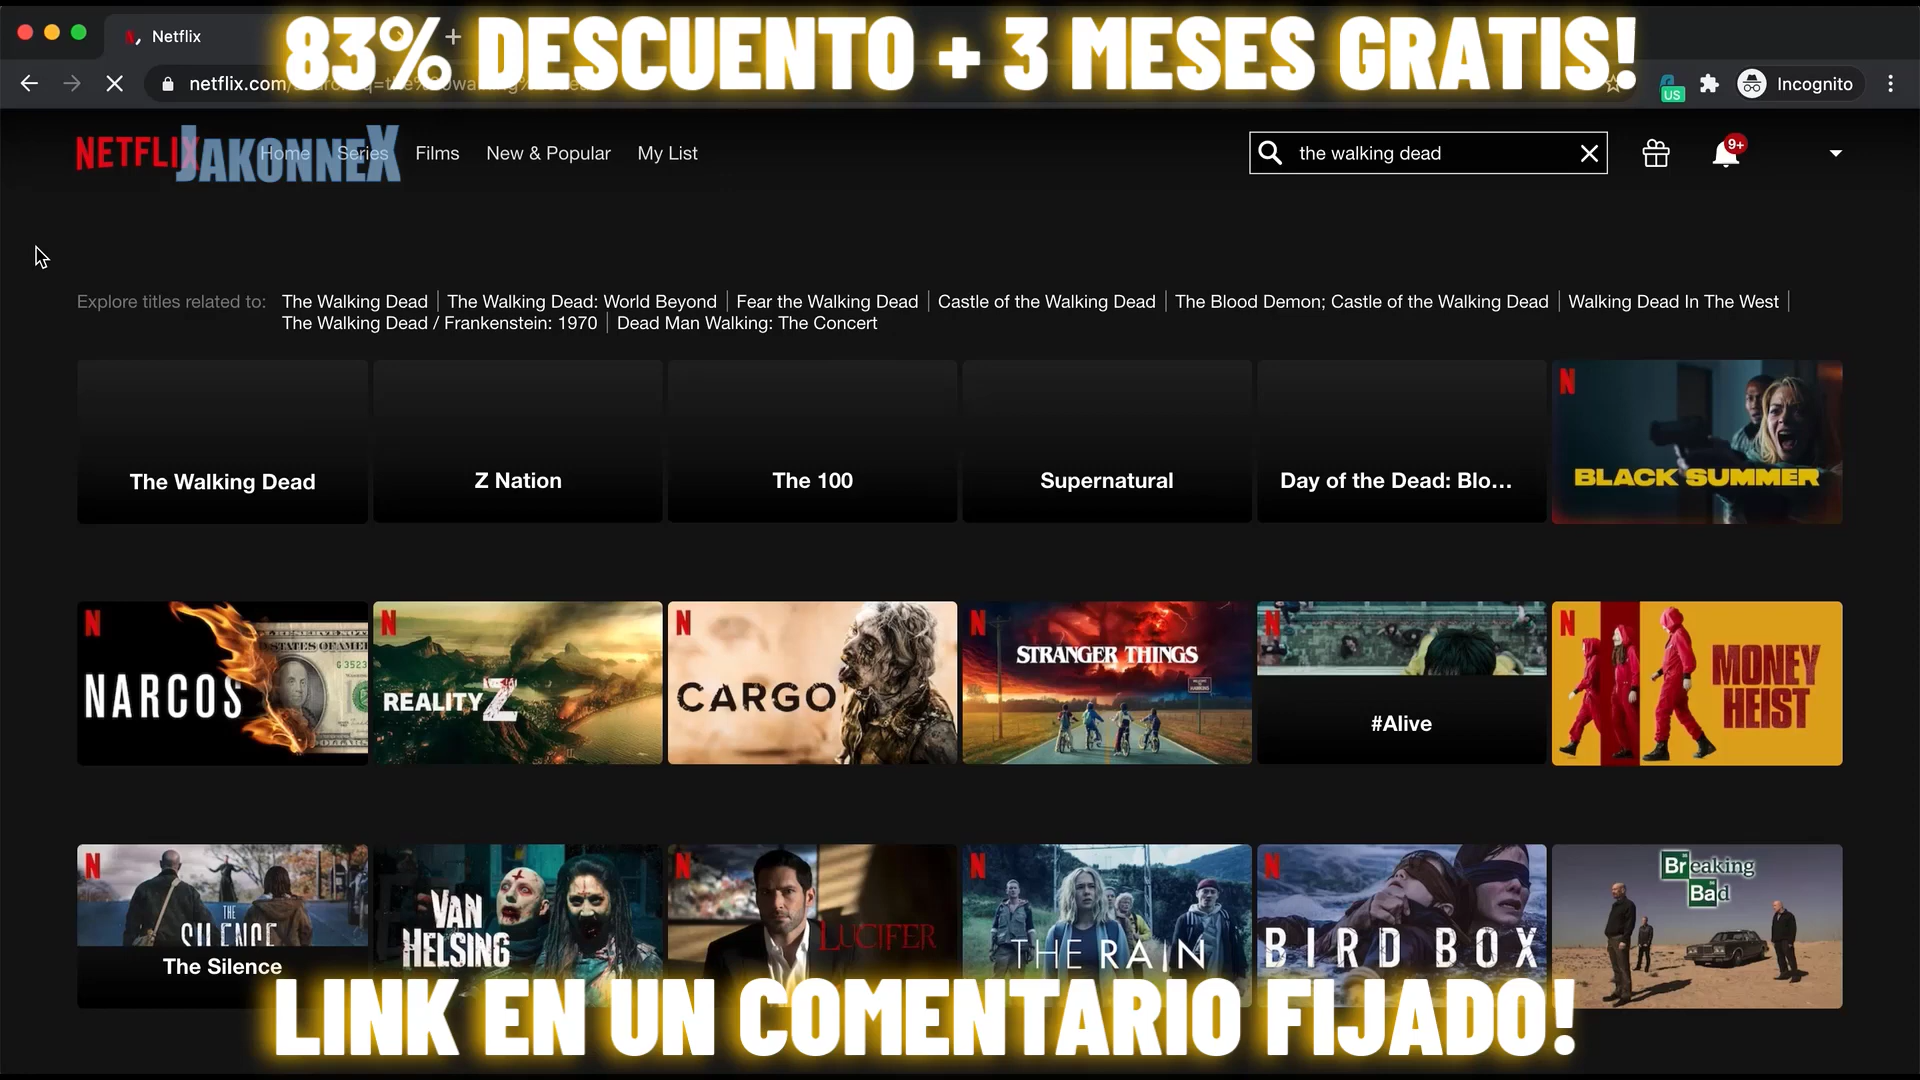 83% DESCUENTO + 3 MESES GRATIS!
Netflix
netflix.com
US
Incognito
NETFLIX
JAKONNEX
Home Series Films New & Popular My List
the walking dead
9+
Explore titles related to: The Walking Dead | The Walking Dead: World Beyond | Fear the Walking Dead | Castle of the Walking Dead | The Blood Demon; Castle of the Walking Dead | Walking Dead In The West |
The Walking Dead / Frankenstein: 1970 | Dead Man Walking: The Concert
The Walking Dead
Z Nation
The 100
Supernatural
Day of the Dead: Blo...
N
BLACK SUMMER
N
NARCOS
N
REALITY Z
N
CARGO
N
STRANGER THINGS
N
#Alive
N
MONEY
HEIST
N
THE
SILENCE
The Silence
VAN
HELSING
N
LUCIFER
N
THE RAIN
N
BIRD BOX
Breaking
Bad
LINK EN UN COMENTARIO FIJADO!